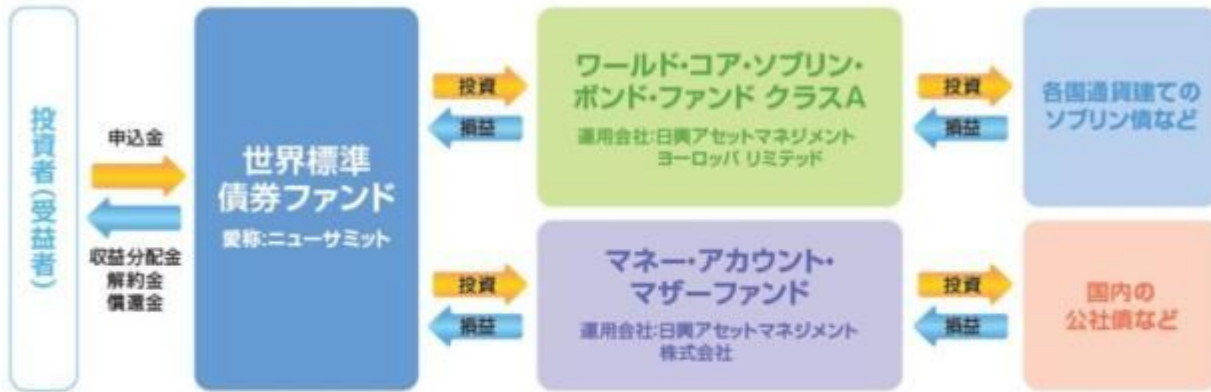 投資者(受益者)
申込金
収益分配金
解約金
償還金
世界標準
債券ファンド
愛称:ニューサミット
投資
損益
ワールド・コア・ソブリン・
ボンド・ファンド クラスA
運用会社:日興アセットマネジメント
ヨーロッパ リミテッド
投資
損益
各国通貨建ての
ソブリン債など
投資
損益
マネー・アカウント・
マザーファンド
運用会社:日興アセットマネジメント
株式会社
投資
損益
国内の
公社債など